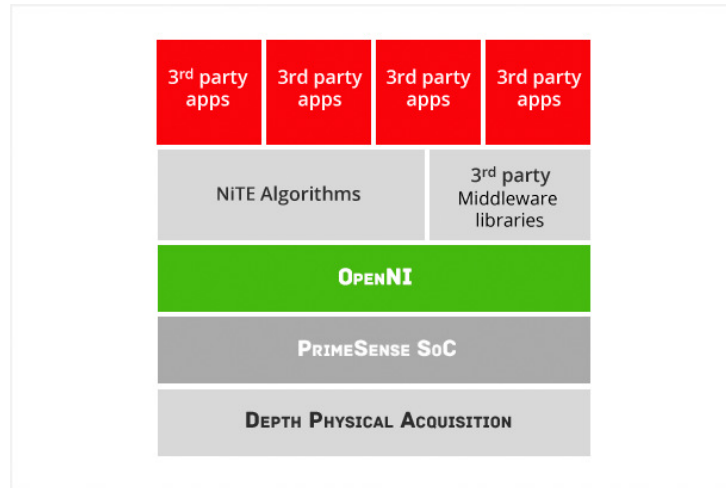 3rd party
apps
3rd party
apps
3rd party
apps
3rd party
apps
NiTE Algorithms
3rd party
Middleware
libraries
OpenNI
PrimeSense SoC
Depth Physical Acquisition